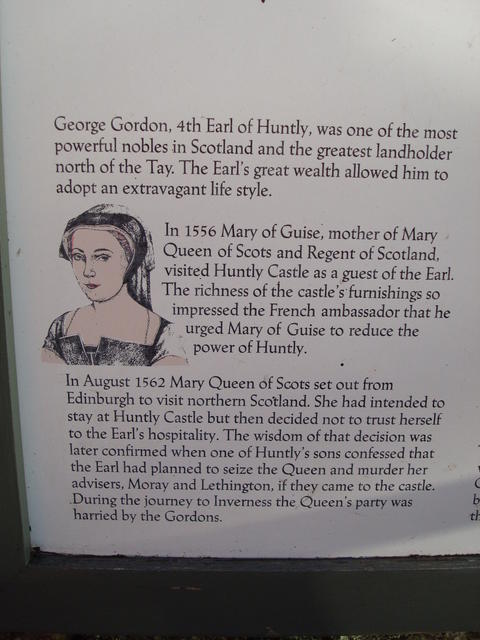 George Gordon, 4th Earl of Huntly, was one of the most
powerful nobles in Scotland and the greatest landholder
north of the Tay. The Earl's great wealth allowed him to
adopt an extravagant life style.
In 1556 Mary of Guise, mother of Mary
Queen of Scots and Regent of Scotland,
visited Huntly Castle as a guest of the Earl.
The richness of the castle's furnishings so
impressed the French ambassador that he
urged Mary of Guise to reduce the
power of Huntly.
In August 1562 Mary Queen of Scots set out from
Edinburgh to visit northern Scotland. She had intended to
stay at Huntly Castle but then decided not to trust herself
to the Earl's hospitality. The wisdom of that decision was
later confirmed when one of Huntly's sons confessed that
the Earl had planned to seize the Queen and murder her
advisers, Moray and Lethington, if they came to the castle.
During the journey to Inverness the Queen's party was
harried by the Gordons.